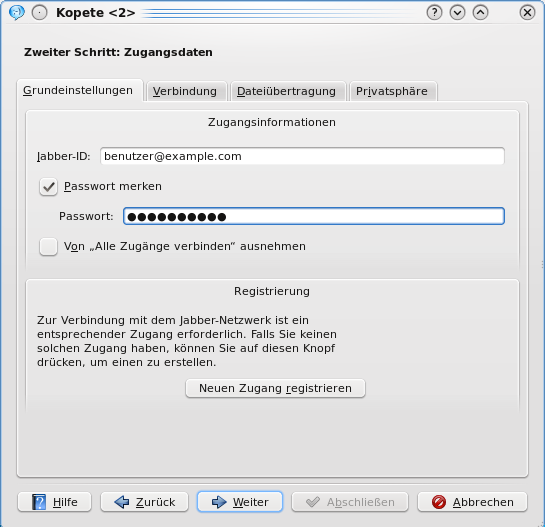 Kopete <2>
Zweiter Schritt: Zugangsdaten
Grundeinstellungen Verbindung Dateiübertragung Privatsphäre
Zugangsinformationen
Jabber-ID: benutzer@example.com
Passwort merken
Passwort: ●●●●●●●●●●
Von „Alle Zugänge verbinden“ ausnehmen
Registrierung
Zur Verbindung mit dem Jabber-Netzwerk ist ein
entsprechender Zugang erforderlich. Falls Sie keinen
solchen Zugang haben, können Sie auf diesen Knopf
drücken, um einen zu erstellen.
Neuen Zugang registrieren
Hilfe Zurück Weiter Abschließen Abbrechen